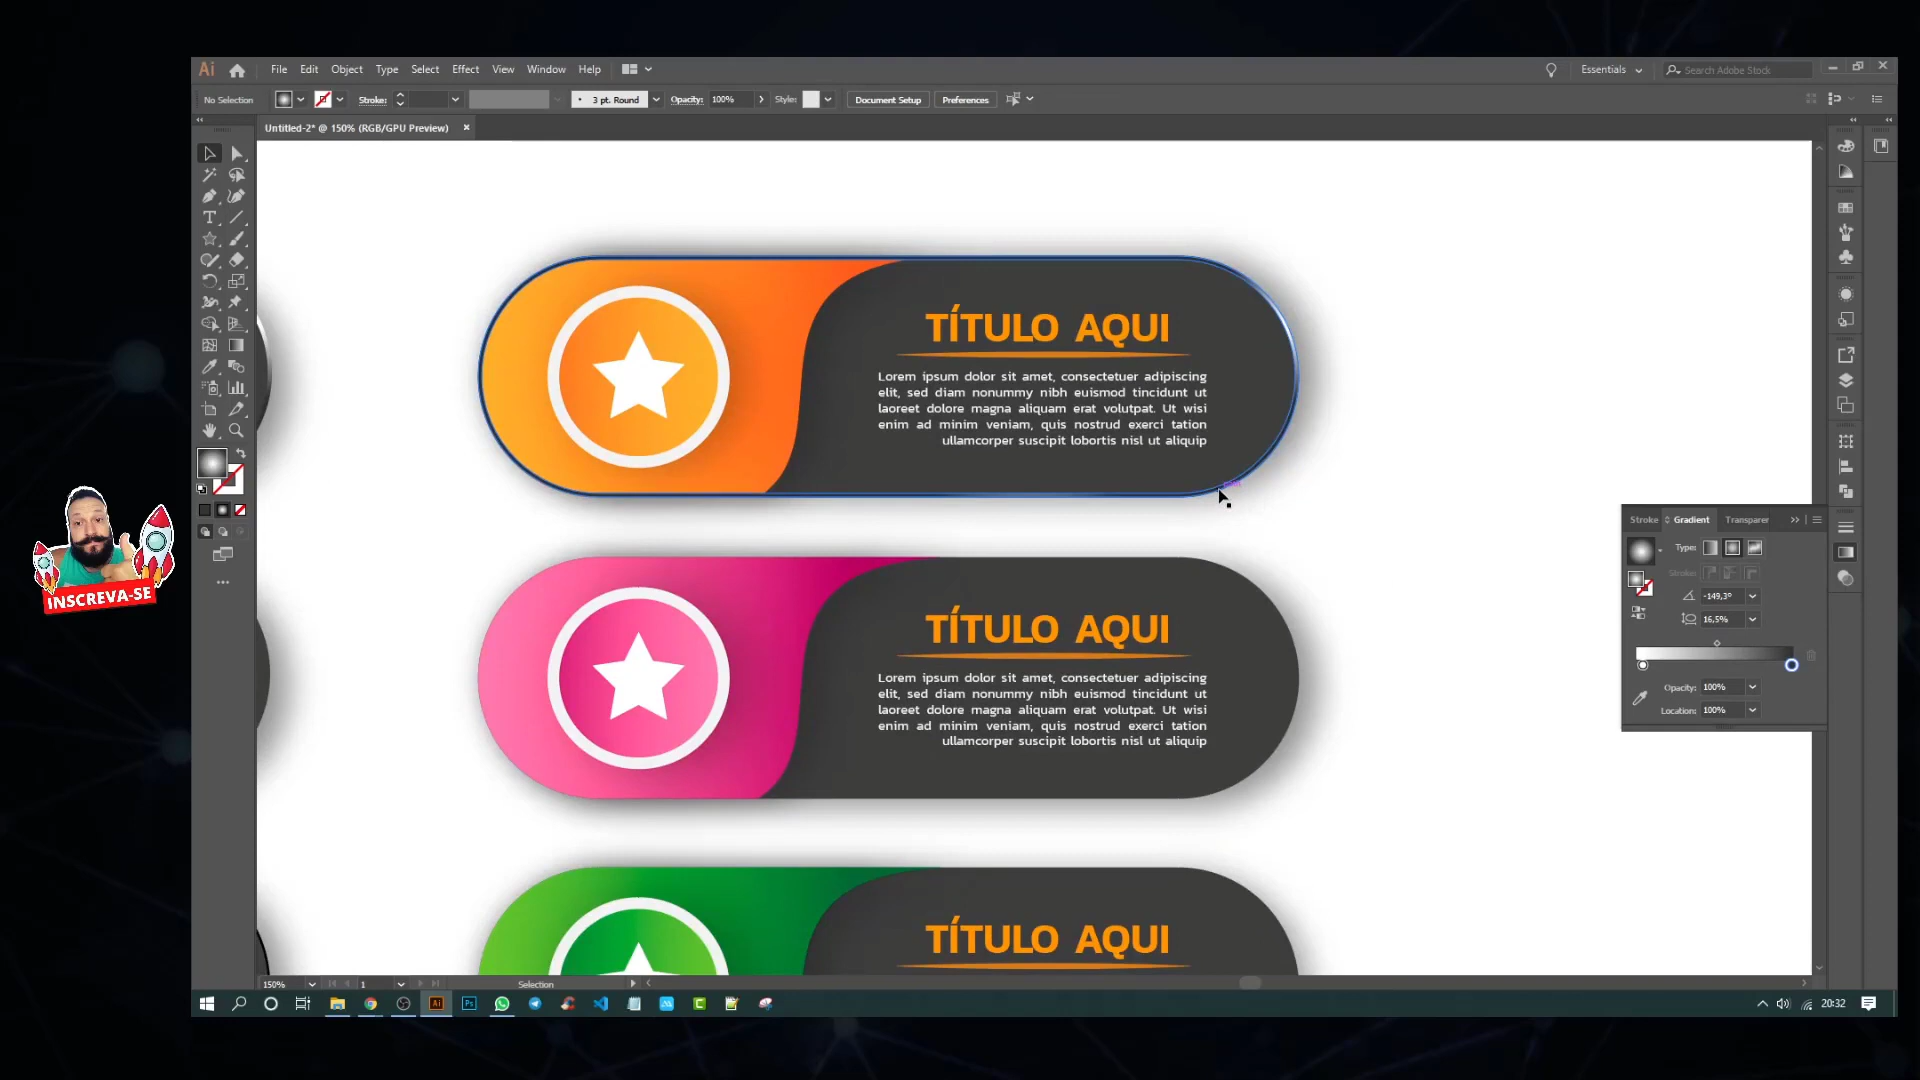 Ai File Edit Object Type Select Effect View Window Help Essentials Search Adobe Stock
No Selection Stroke: 3 pt. Round Opacity: 100% Style: Document Setup Preferences
Untitled-2* @ 150% (RGB/GPU Preview)
TÍTULO AQUI
Lorem ipsum dolor sit amet, consectetuer adipiscing
elit, sed diam nonummy nibh euismod tincidunt ut
laoreet dolore magna aliquam erat volutpat. Ut wisi
enim ad minim veniam, quis nostrud exerci tation
ullamcorper suscipit lobortis nisl ut aliquip
Stroke Gradient Transparer
Type:
Stroke:
-149,3°
16,5%
Opacity: 100%
Location: 100%
INSCREVA-SE
TÍTULO AQUI
Lorem ipsum dolor sit amet, consectetuer adipiscing
elit, sed diam nonummy nibh euismod tincidunt ut
laoreet dolore magna aliquam erat volutpat. Ut wisi
enim ad minim veniam, quis nostrud exerci tation
ullamcorper suscipit lobortis nisl ut aliquip
TÍTULO AQUI
150% 1 Selection
Ai Ps 20:32